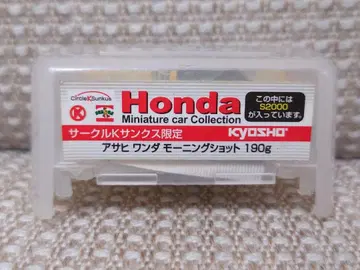 CircleKSunkus
K
Honda
Miniature car Collection
この中には
S2000
が入っています。
サークルKサンクス限定
KYOSHO
アサヒ ワンダ モーニングショット 190g